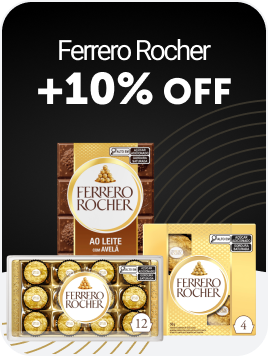 Ferrero Rocher
+10% OFF
FERRERO
ROCHER
AO LEITE
COM AVELÃ
FERRERO
ROCHER
12
FERRERO
ROCHER
4